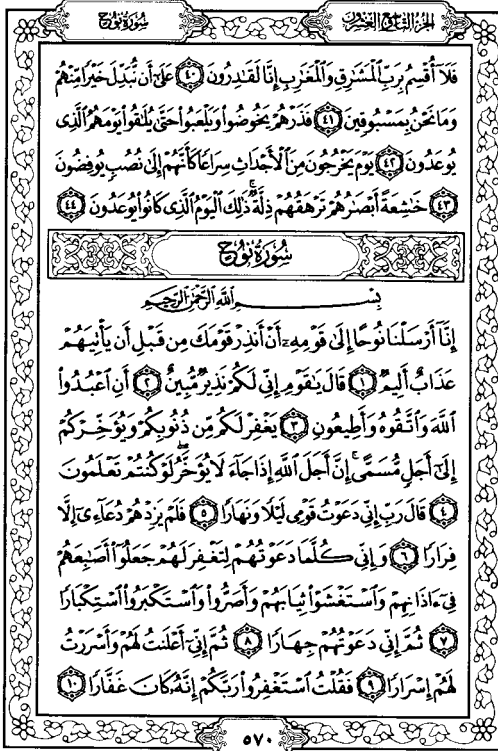 الجزء التاسع والعشرون سُورَةُ نُوحٍ
فَلَآ أُقْسِمُ بِرَبِّ ٱلْمَشَٰرِقِ وَٱلْمَغَٰرِبِ إِنَّا لَقَٰدِرُونَ ٤٠ عَلَىٰٓ أَن نُّبَدِّلَ خَيْرًا مِّنْهُمْ
وَمَا نَحْنُ بِمَسْبُوقِينَ ٤١ فَذَرْهُمْ يَخُوضُوا۟ وَيَلْعَبُوا۟ حَتَّىٰ يُلَٰقُوا۟ يَوْمَهُمُ ٱلَّذِى
يُوعَدُونَ ٤٢ يَوْمَ يَخْرُجُونَ مِنَ ٱلْأَجْدَاثِ سِرَاعًا كَأَنَّهُمْ إِلَىٰ نُصُبٍ يُوفِضُونَ
٤٣ خَٰشِعَةً أَبْصَٰرُهُمْ تَرْهَقُهُمْ ذِلَّةٌ ۚ ذَٰلِكَ ٱلْيَوْمُ ٱلَّذِى كَانُوا۟ يُوعَدُونَ ٤٤
سُورَةُ نُوحٍ
بِسْمِ ٱللَّهِ ٱلرَّحْمَٰنِ ٱلرَّحِيمِ
إِنَّآ أَرْسَلْنَا نُوحًا إِلَىٰ قَوْمِهِۦٓ أَنْ أَنذِرْ قَوْمَكَ مِن قَبْلِ أَن يَأْتِيَهُمْ
عَذَابٌ أَلِيمٌ ١ قَالَ يَٰقَوْمِ إِنِّى لَكُمْ نَذِيرٌ مُّبِينٌ ٢ أَنِ ٱعْبُدُوا۟
ٱللَّهَ وَٱتَّقُوهُ وَأَطِيعُونِ ٣ يَغْفِرْ لَكُم مِّن ذُنُوبِكُمْ وَيُؤَخِّرْكُمْ
إِلَىٰٓ أَجَلٍ مُّسَمًّى ۚ إِنَّ أَجَلَ ٱللَّهِ إِذَا جَآءَ لَا يُؤَخَّرُ ۖ لَوْ كُنتُمْ تَعْلَمُونَ
٤ قَالَ رَبِّ إِنِّى دَعَوْتُ قَوْمِى لَيْلًا وَنَهَارًا ٥ فَلَمْ يَزِدْهُمْ دُعَآءِىٓ إِلَّا
فِرَارًا ٦ وَإِنِّى كُلَّمَا دَعَوْتُهُمْ لِتَغْفِرَ لَهُمْ جَعَلُوٓا۟ أَصَٰبِعَهُمْ
فِىٓ ءَاذَانِهِمْ وَٱسْتَغْشَوْا۟ ثِيَابَهُمْ وَأَصَرُّوا۟ وَٱسْتَكْبَرُوا۟ ٱسْتِكْبَارًا
٧ ثُمَّ إِنِّى دَعَوْتُهُمْ جِهَارًا ٨ ثُمَّ إِنِّىٓ أَعْلَنتُ لَهُمْ وَأَسْرَرْتُ
لَهُمْ إِسْرَارًا ٩ فَقُلْتُ ٱسْتَغْفِرُوا۟ رَبَّكُمْ إِنَّهُۥ كَانَ غَفَّارًا ١٠
٥٧٠